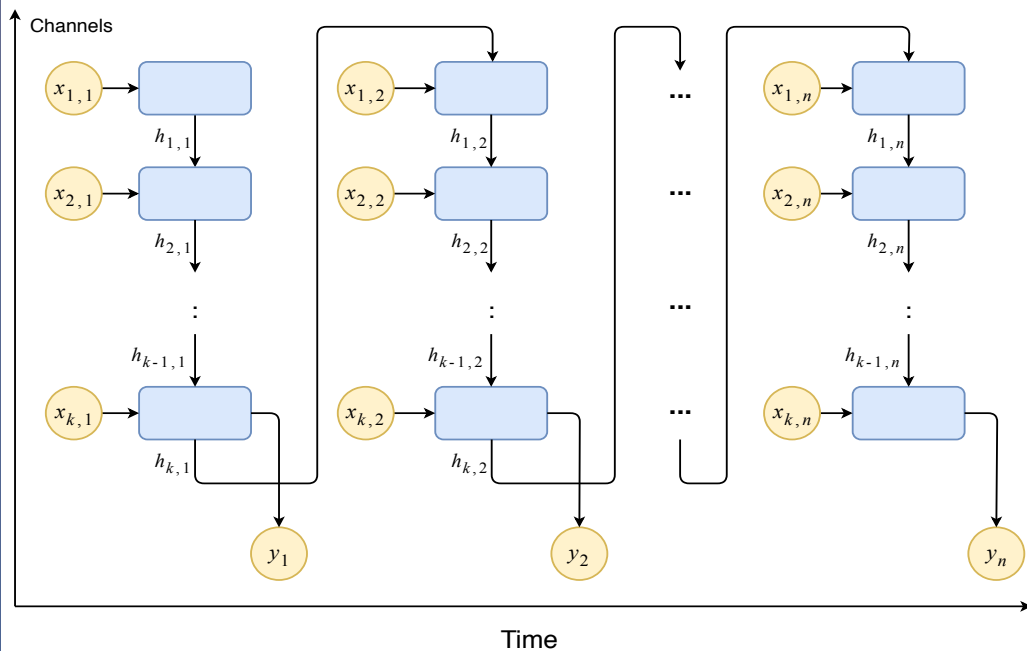 Channels
x1,1 x1,2 ... x1,n
h1,1 h1,2 h1,n
x2,1 x2,2 ... x2,n
h2,1 h2,2 h2,n
: : ... :
hk-1,1 hk-1,2 hk-1,n
xk,1 xk,2 ... xk,n
hk,1 hk,2
y1 y2 yn
Time